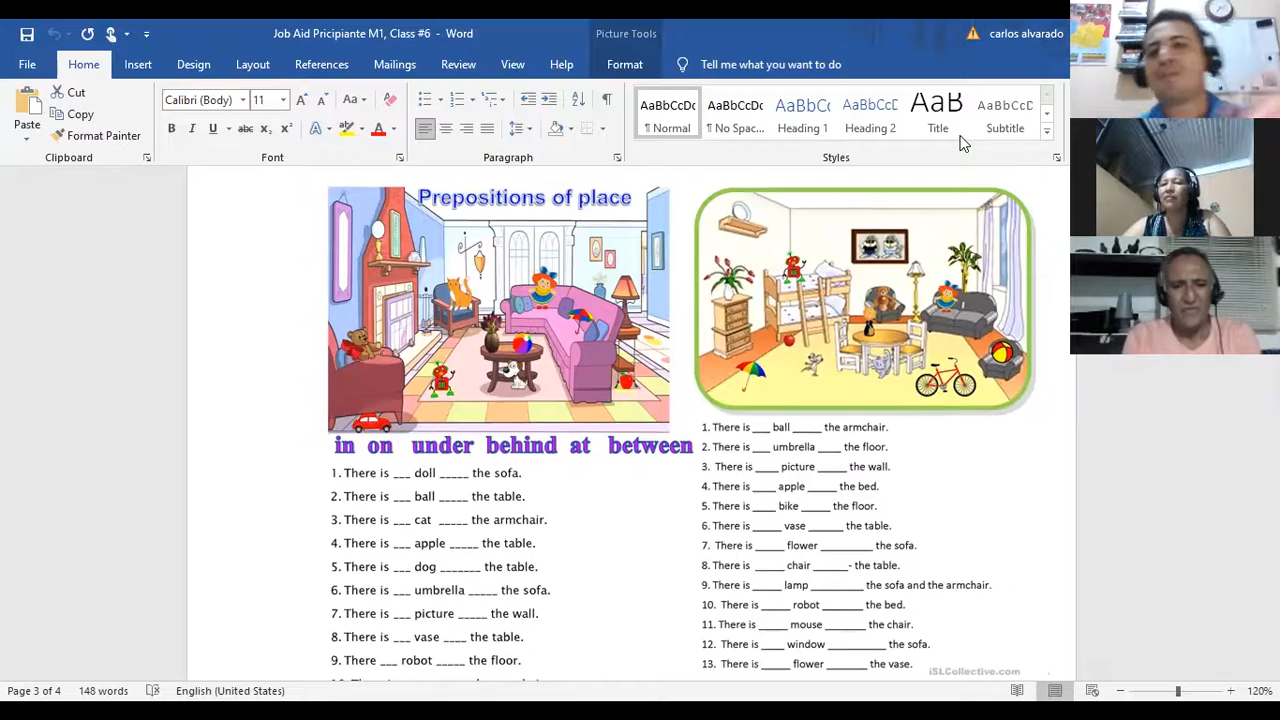 Job Aid Pricipiante M1, Class #6 - Word
Picture Tools
carlos alvarado
File
Home
Insert
Design
Layout
References
Mailings
Review
View
Help
Format
Tell me what you want to do
Paste
Cut
Copy
Format Painter
Clipboard
Calibri (Body)
11
Font
Paragraph
AaBbCcDc
¶ Normal
AaBbCcDc
¶ No Spac...
AaBbCc
Heading 1
AaBbCcD
Heading 2
AaB
Title
AaBbCcD
Subtitle
Styles
Prepositions of place
in on under behind at between
1. There is ___ doll _____ the sofa.
2. There is ___ ball _____ the table.
3. There is ___ cat _____ the armchair.
4. There is ___ apple _____ the table.
5. There is ___ dog _______ the table.
6. There is ___ umbrella _____ the sofa.
7. There is ___ picture _____ the wall.
8. There is ___ vase ____ the table.
9. There ___ robot _____ the floor.
1. There is ___ ball _____ the armchair.
2. There is ___ umbrella ____ the floor.
3. There is ____ picture _____ the wall.
4. There is ____ apple _____ the bed.
5. There is ____ bike _____ the floor.
6. There is _____ vase ______ the table.
7. There is _____ flower _________ the sofa.
8. There is _____ chair ______- the table.
9. There is _____ lamp _________ the sofa and the armchair.
10. There is _____ robot _______ the bed.
11. There is _____ mouse _______ the chair.
12. There is ____ window __________ the sofa.
13. There is _____ flower _______ the vase.
iSLCollective.com
Page 3 of 4
148 words
English (United States)
120%